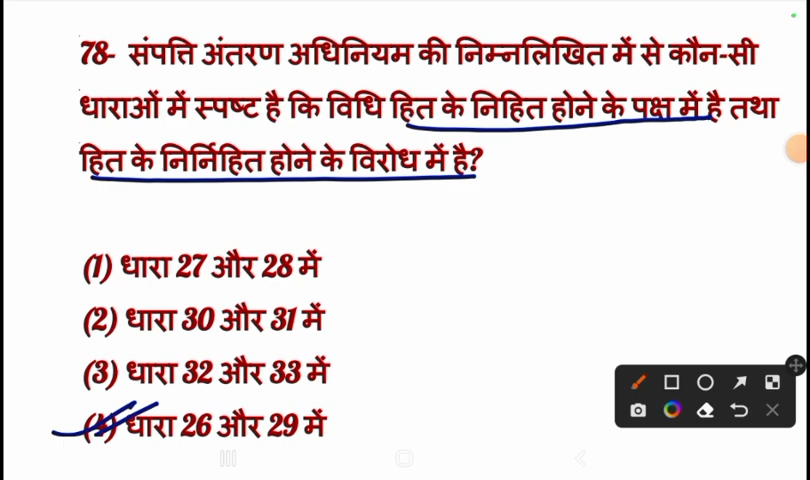 78- संपत्ति अंतरण अधिनियम की निम्नलिखित में से कौन-सी
धाराओं में स्पष्ट है कि विधि हित के निहित होने के पक्ष में है तथा
हित के निर्निहित होने के विरोध में है?
(1) धारा 27 और 28 में
(2) धारा 30 और 31 में
(3) धारा 32 और 33 में
(4) धारा 26 और 29 में